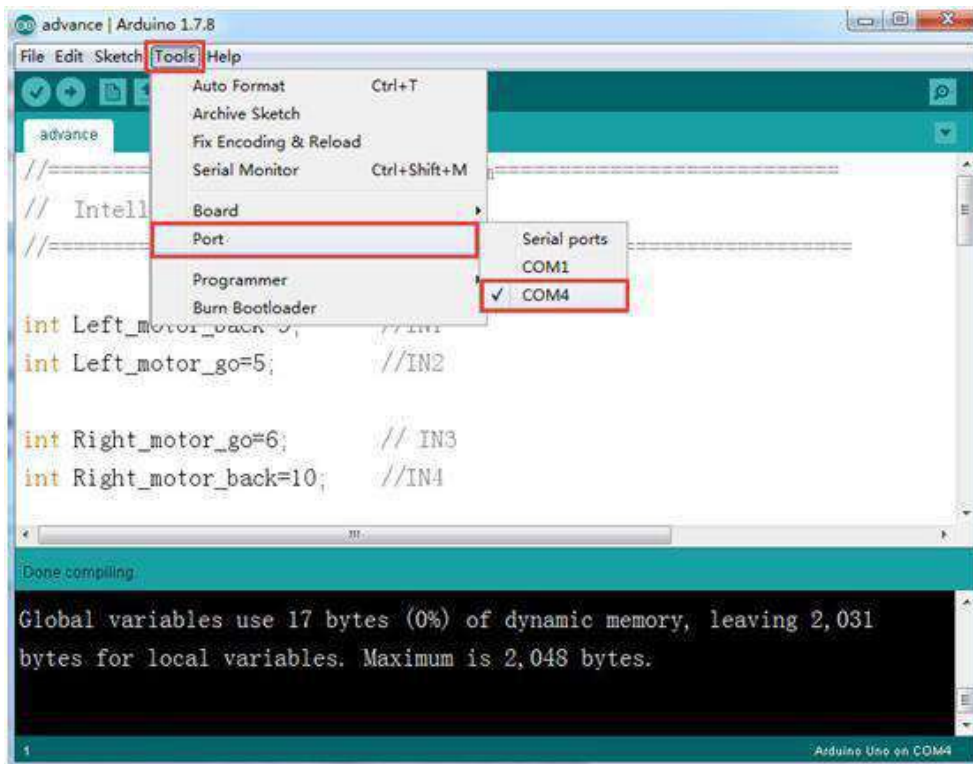 advance | Arduino 1.7.8
File Edit Sketch Tools Help
Auto Format Ctrl+T
Archive Sketch
Fix Encoding & Reload
Serial Monitor Ctrl+Shift+M
Board
Port
Programmer
Burn Bootloader
Serial ports
COM1
✓ COM4
advance
//==================
// Intell
//==================
int Left_motor_back //IN1
int Left_motor_go=5; //IN2
int Right_motor_go=6; // IN3
int Right_motor_back=10; //IN4
Done compiling.
Global variables use 17 bytes (0%) of dynamic memory, leaving 2,031
bytes for local variables. Maximum is 2,048 bytes.
1
Arduino Uno on COM4